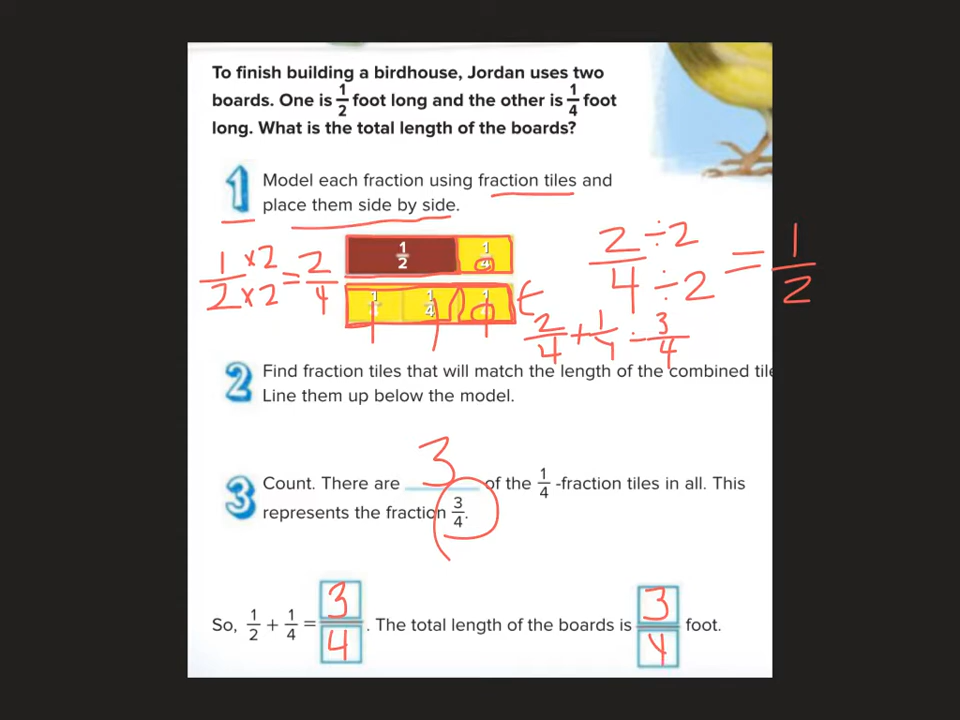 To finish building a birdhouse, Jordan uses two
boards. One is 1/2 foot long and the other is 1/4 foot
long. What is the total length of the boards?
1 Model each fraction using fraction tiles and
place them side by side.
1/2 1/4
1 × 2 / 2 × 2 = 2/4
1/4 1/4
2 ÷ 2 / 4 ÷ 2 = 1/2
2/4 + 1/4 = 3/4
2 Find fraction tiles that will match the length of the combined tile
Line them up below the model.
3 Count. There are 3 of the 1/4 -fraction tiles in all. This
represents the fraction 3/4.
So, 1/2 + 1/4 = 3/4. The total length of the boards is 3/4 foot.